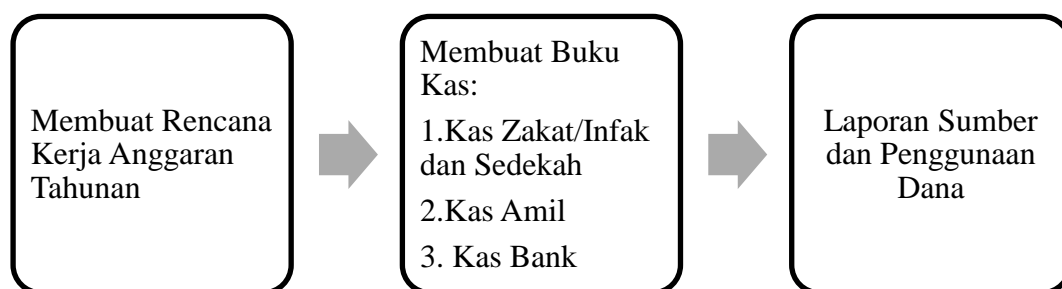 Membuat Rencana
Kerja Anggaran
Tahunan
Membuat Buku
Kas:
1.Kas Zakat/Infak
dan Sedekah
2.Kas Amil
3. Kas Bank
Laporan Sumber
dan Penggunaan
Dana